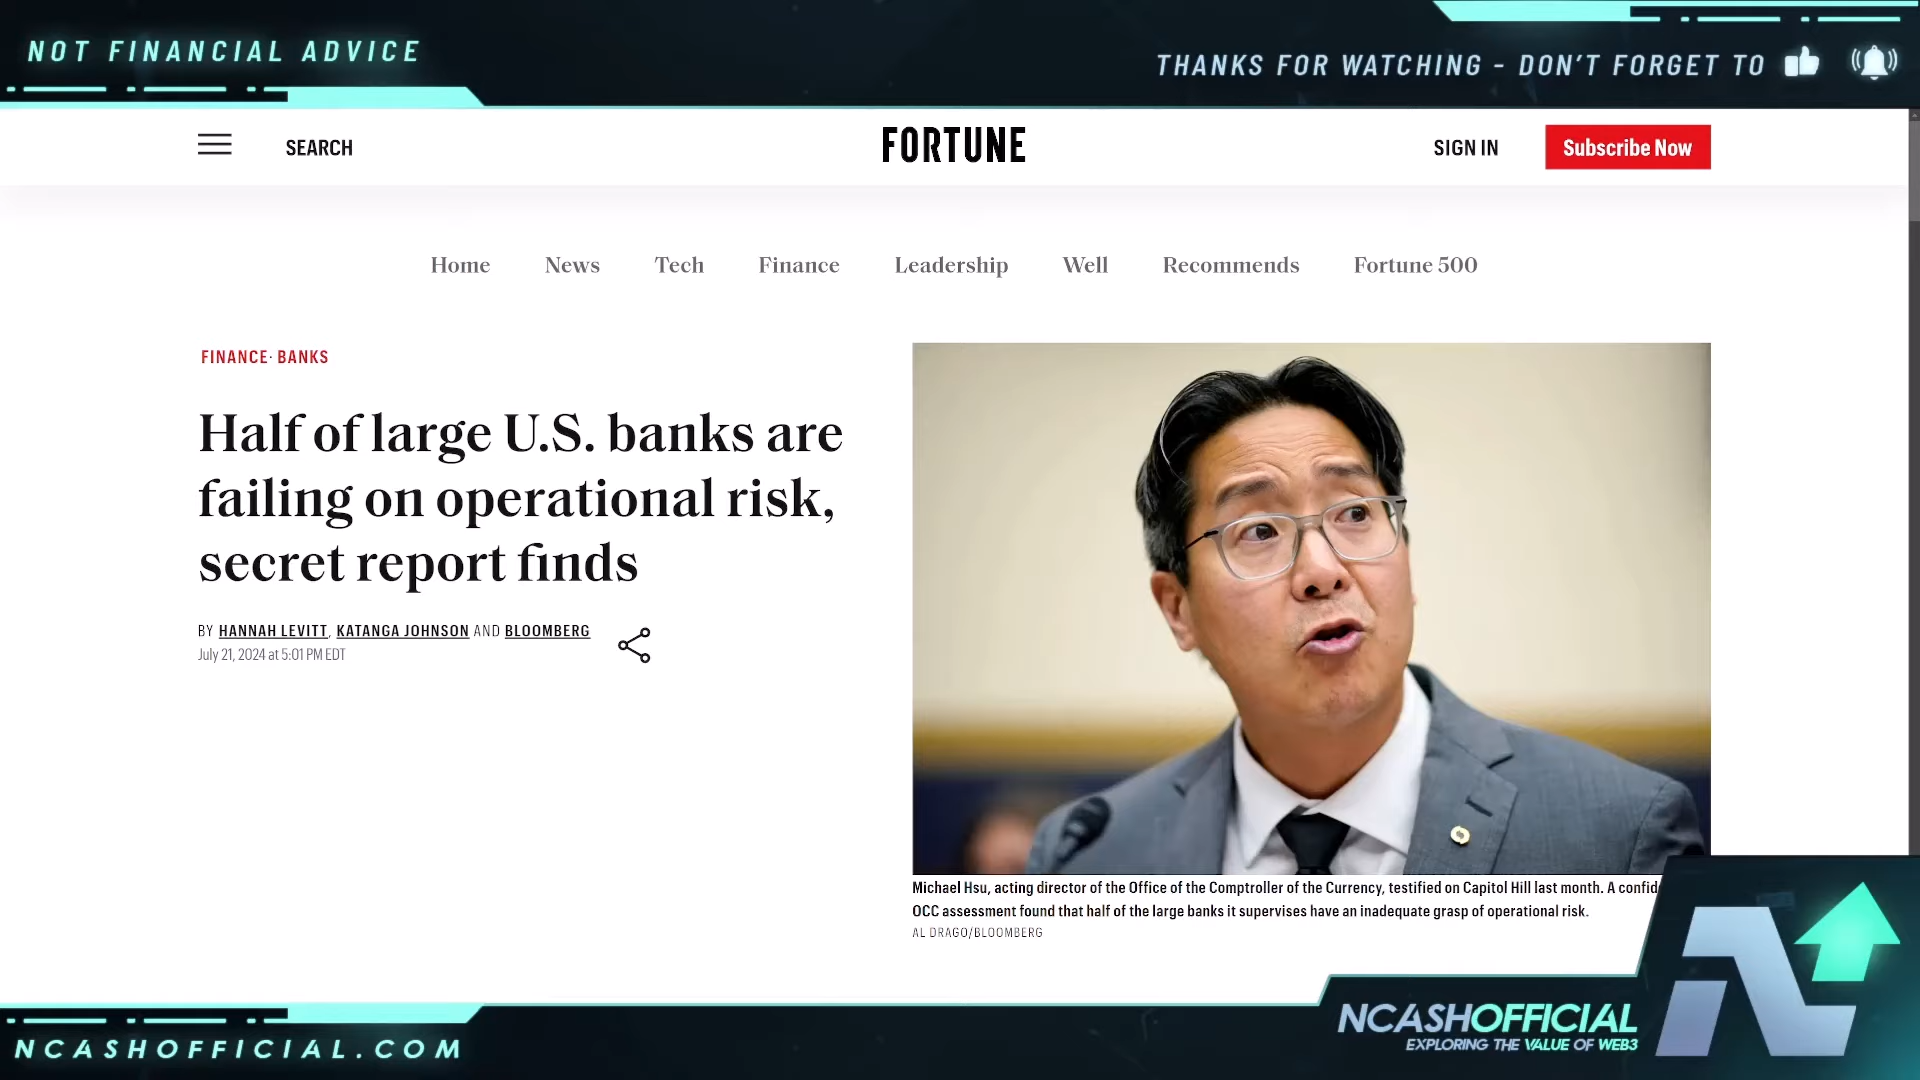 NOT FINANCIAL ADVICE
THANKS FOR WATCHING - DON'T FORGET TO
SEARCH
FORTUNE
SIGN IN
Subscribe Now
Home News Tech Finance Leadership Well Recommends Fortune 500
FINANCE· BANKS
Half of large U.S. banks are
failing on operational risk,
secret report finds
BY HANNAH LEVITT, KATANGA JOHNSON AND BLOOMBERG
July 21, 2024 at 5:01 PM EDT
Michael Hsu, acting director of the Office of the Comptroller of the Currency, testified on Capitol Hill last month. A
OCC assessment found that half of the large banks it supervises have an inadequate grasp of operational risk.
AL DRAGO/BLOOMBERG
NCASHOFFICIAL.COM
NCASHOFFICIAL
EXPLORING THE VALUE OF WEB3